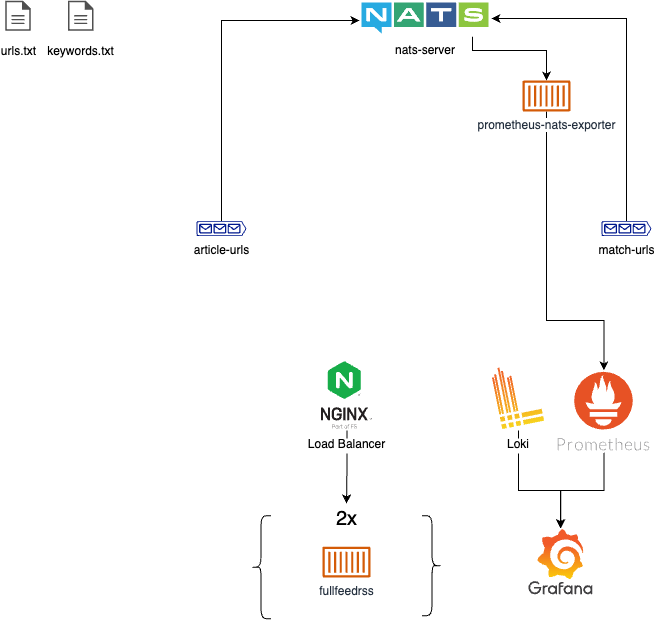 NATS
urls.txt
keywords.txt
nats-server
prometheus-nats-exporter
article-urls
match-urls
N
NGINX
Part of F5
Load Balancer
Loki
Prometheus
2x
fullfeedrss
Grafana